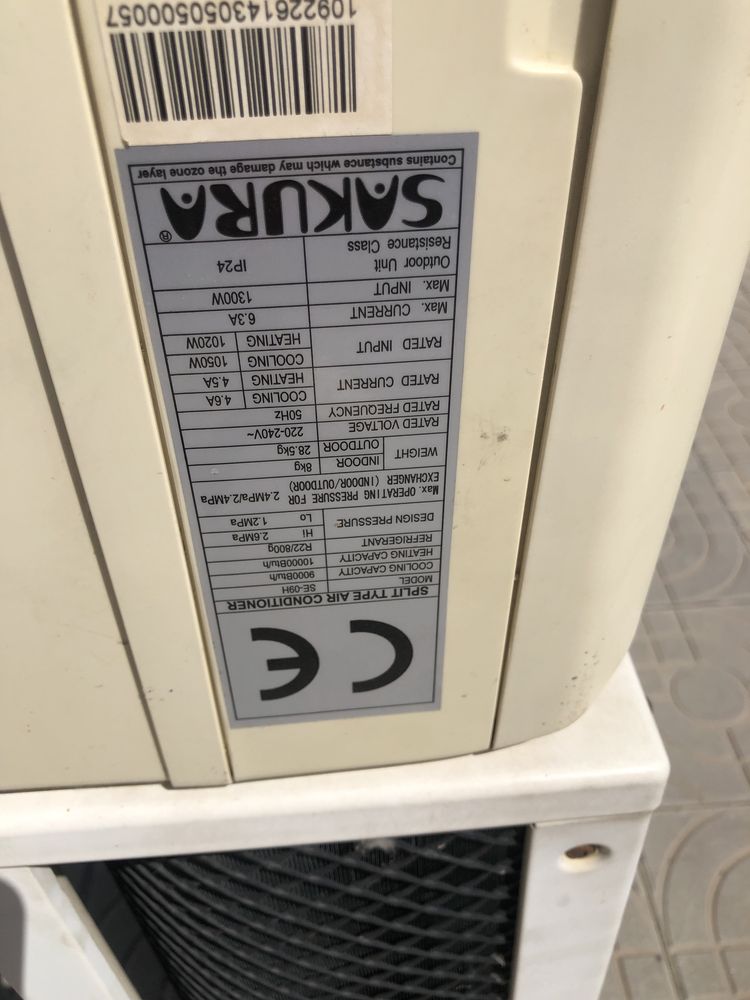 CE
SPLIT TYPE AIR CONDITIONER
MODEL SE-09H
COOLING CAPACITY 9000Btu/h
HEATING CAPACITY 10000Btu/h
REFRIGERANT R22/800g
DESIGN PRESSURE Hi 2.6MPa
Lo 1.2MPa
Max. OPERATING PRESSURE FOR
EXCHANGER (INDOOR/OUTDOOR) 2.4MPa/2.4MPa
WEIGHT INDOOR 8kg
OUTDOOR 28.5kg
RATED VOLTAGE 220-240V~
RATED FREQUENCY 50Hz
RATED CURRENT COOLING 4.6A
HEATING 4.5A
RATED INPUT COOLING 1050W
HEATING 1020W
Max. CURRENT 6.3A
Max. INPUT 1300W
Outdoor Unit
Resistance Class IP24
SAKURA®
Contains substance which may damage the ozone layer
109226143050500057